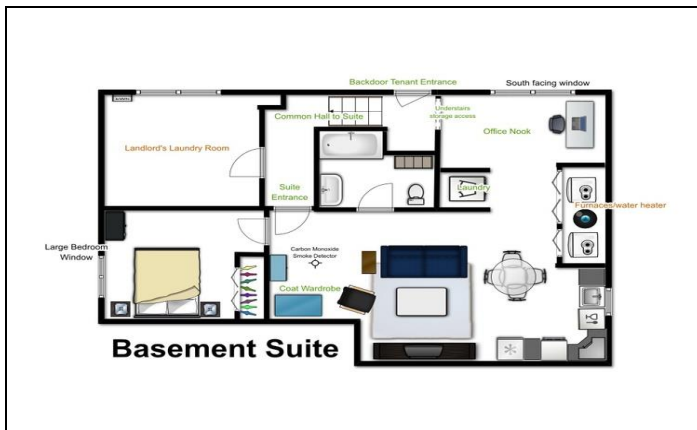 Backdoor Tenant Entrance
South facing window
Common Hall to Suite
Understairs
storage access
Office Nook
Landlord's Laundry Room
Suite
Entrance
Laundry
Furnaces/water heater
Large Bedroom
Window
Carbon Monoxide
Smoke Detector
Coat Wardrobe
Basement Suite